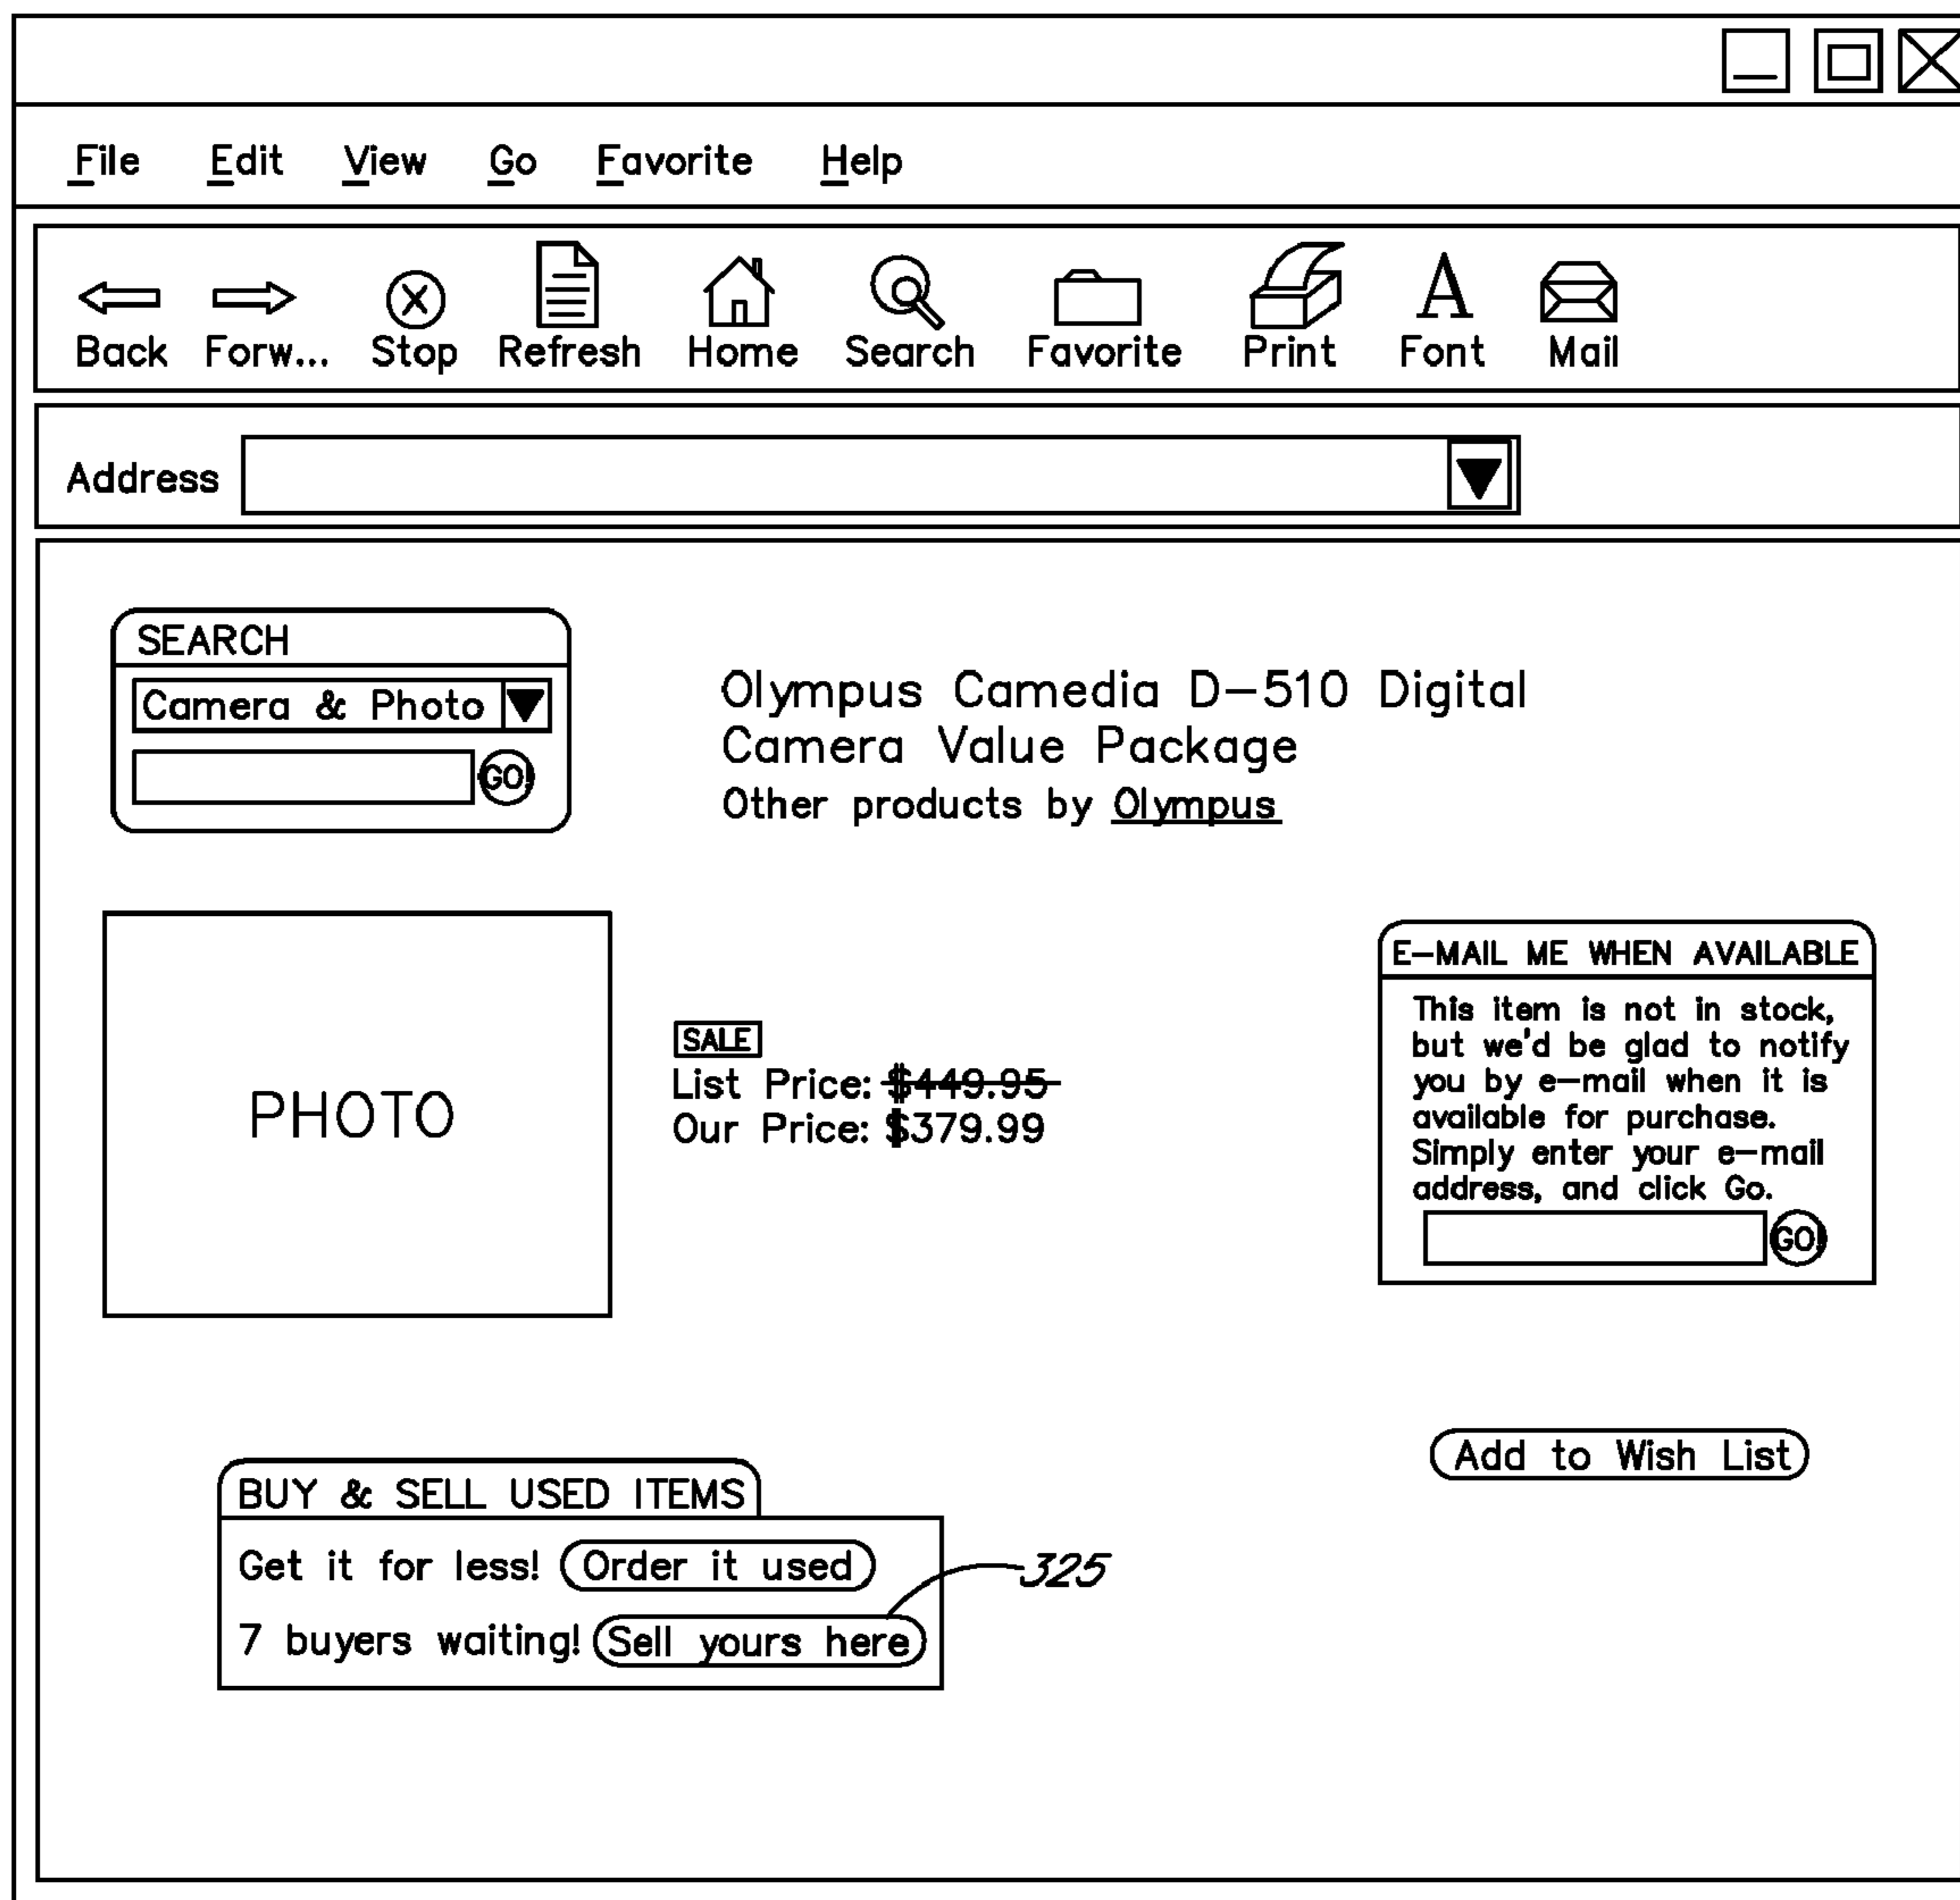 File Edit View Go Favorite Help
Back Forw... Stop Refresh Home Search Favorite Print A Font Mail
Address
SEARCH
Camera & Photo
GO!
Olympus Camedia D-510 Digital
Camera Value Package
Other products by Olympus
PHOTO
SALE
List Price: $449.95
Our Price: $379.99
E-MAIL ME WHEN AVAILABLE
This item is not in stock,
but we'd be glad to notify
you by e-mail when it is
available for purchase.
Simply enter your e-mail
address, and click Go.
GO!
Add to Wish List
BUY & SELL USED ITEMS
Get it for less! Order it used
325
7 buyers waiting! Sell yours here